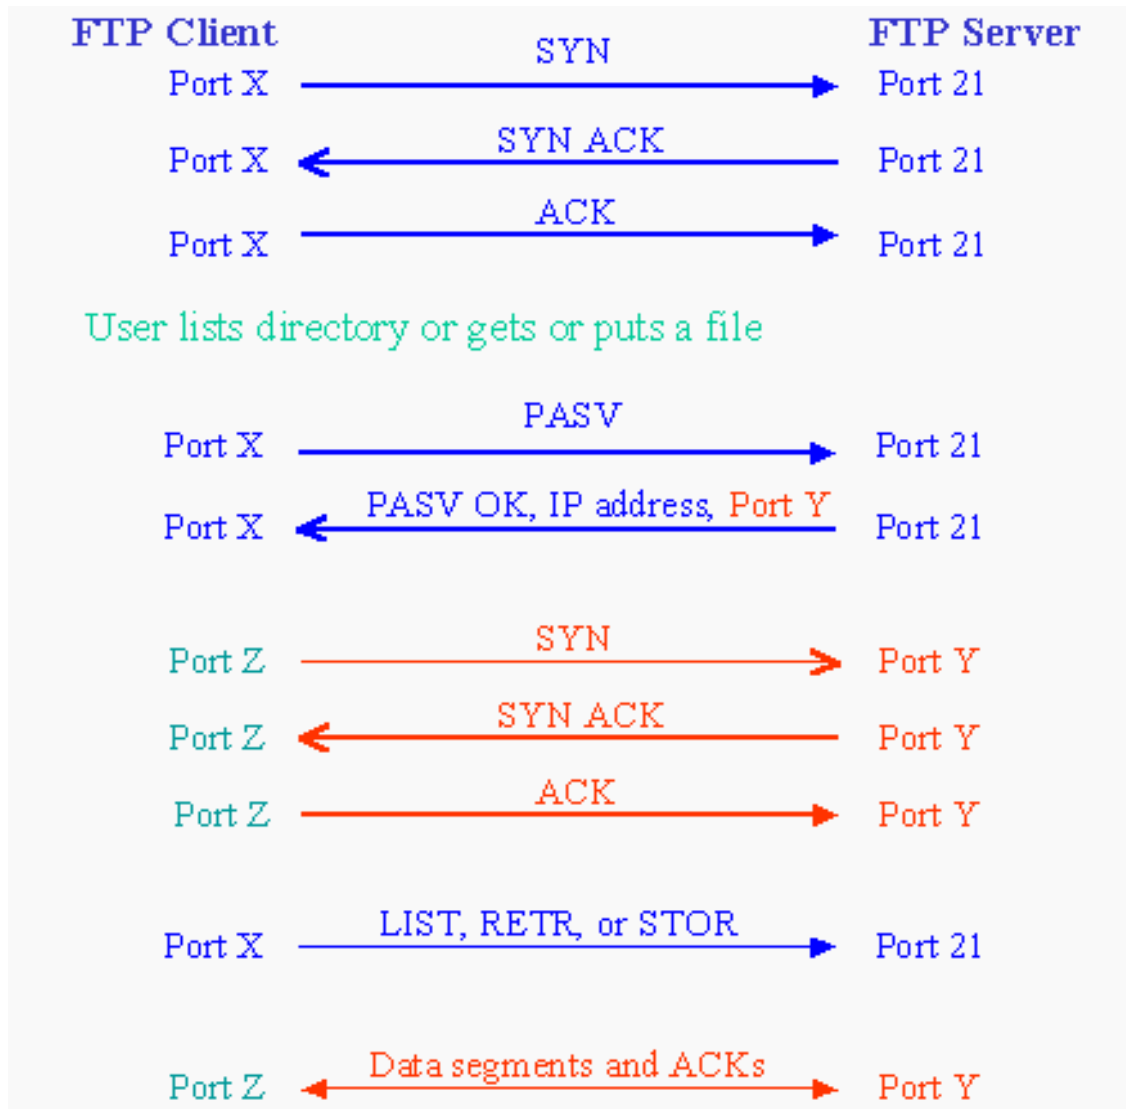 FTP Client FTP Server
SYN
Port X Port 21
SYN ACK
Port X Port 21
ACK
Port X Port 21
User lists directory or gets or puts a file
PASV
Port X Port 21
PASV OK, IP address, Port Y
Port X Port 21
SYN
Port Z Port Y
SYN ACK
Port Z Port Y
ACK
Port Z Port Y
LIST, RETR, or STOR
Port X Port 21
Data segments and ACKs
Port Z Port Y